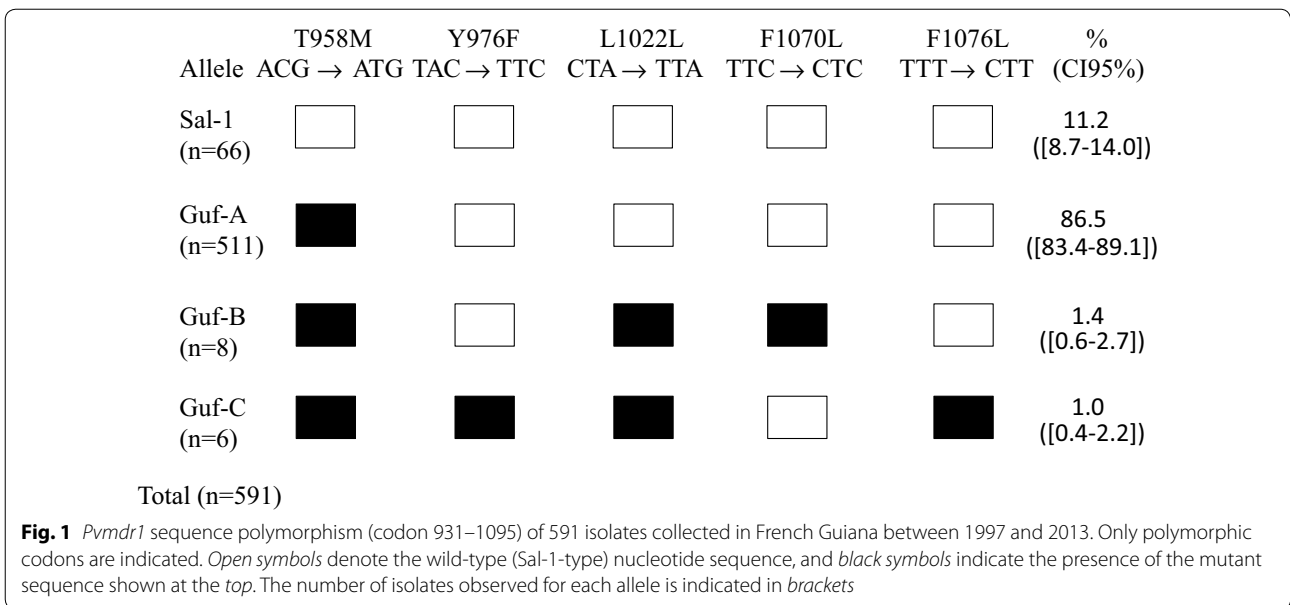 T958M Y976F L1022L F1070L F1076L %
Allele ACG → ATG TAC → TTC CTA → TTA TTC → CTC TTT → CTT (CI95%)
Sal-1
(n=66)
11.2
([8.7-14.0])
Guf-A
(n=511)
86.5
([83.4-89.1])
Guf-B
(n=8)
1.4
([0.6-2.7])
Guf-C
(n=6)
1.0
([0.4-2.2])
Total (n=591)
Fig. 1 Pvmdr1 sequence polymorphism (codon 931–1095) of 591 isolates collected in French Guiana between 1997 and 2013. Only polymorphic
codons are indicated. Open symbols denote the wild-type (Sal-1-type) nucleotide sequence, and black symbols indicate the presence of the mutant
sequence shown at the top. The number of isolates observed for each allele is indicated in brackets